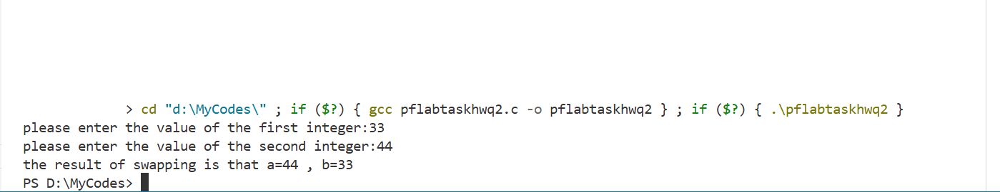 > cd "d:\MyCodes\" ; if ($?) { gcc pflabtaskhwq2.c -o pflabtaskhwq2 } ; if ($?) { .\pflabtaskhwq2 }
please enter the value of the first integer:33
please enter the value of the second integer:44
the result of swapping is that a=44 , b=33
PS D:\MyCodes>